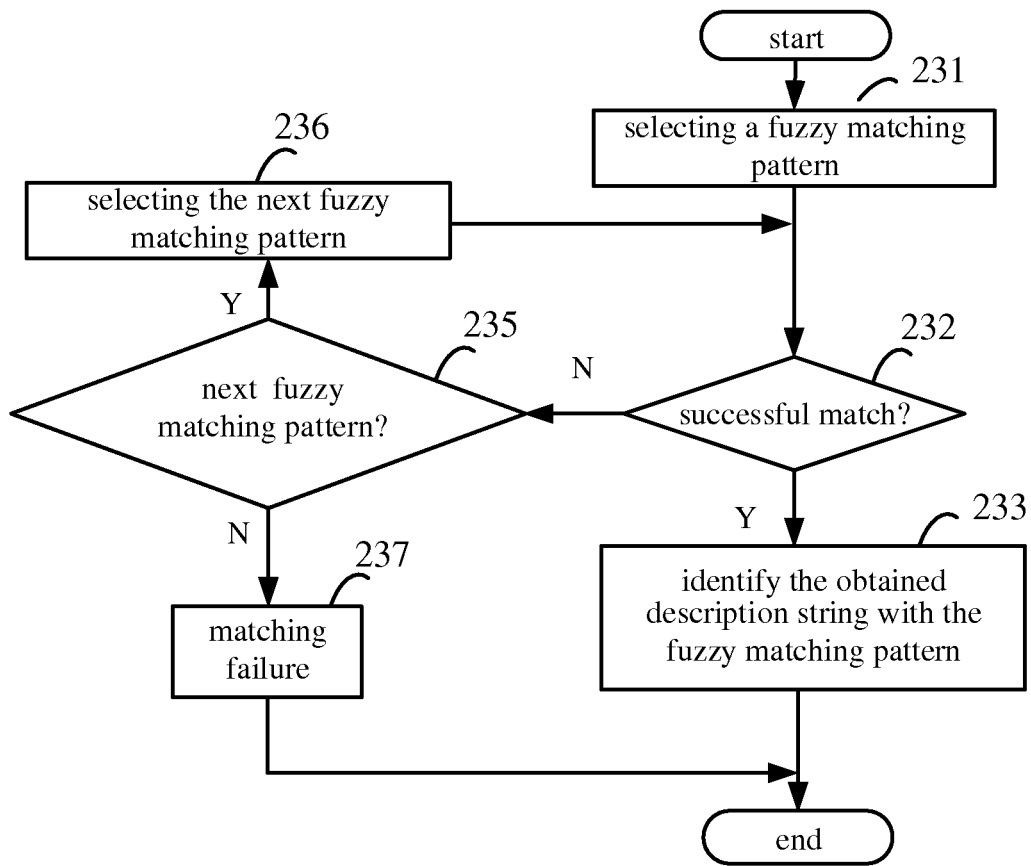 start
231
selecting a fuzzy matching
pattern
236
selecting the next fuzzy
matching pattern
Y
235
next fuzzy
matching pattern?
N
232
successful match?
N
237
matching
failure
Y
233
identify the obtained
description string with the
fuzzy matching pattern
end